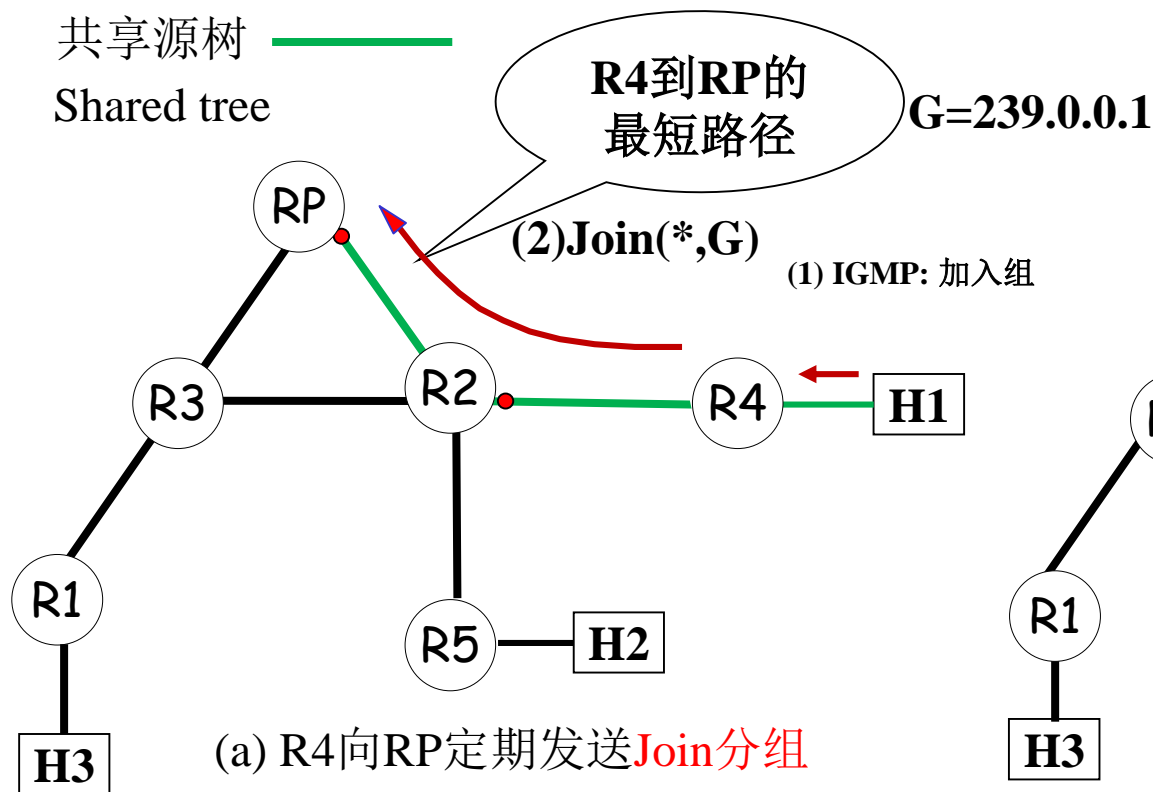 共享源树
Shared tree
R4到RP的
最短路径
G=239.0.0.1
RP
(2)Join(*,G)
(1) IGMP: 加入组
R3
R2
R4
H1
R1
R5
H2
H3
(a) R4向RP定期发送Join分组
R1
H3